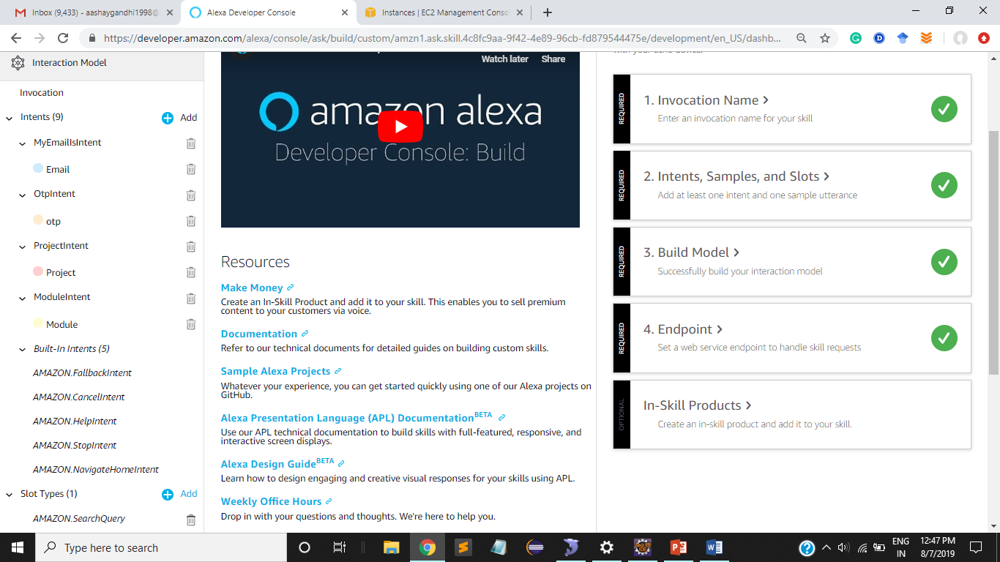 Inbox (9,433) - aashaygandhi1998@
Alexa Developer Console
Instances | EC2 Management Conso
https://developer.amazon.com/alexa/console/ask/build/custom/amzn1.ask.skill.4c8fc9aa-9f42-4e89-96cb-fd879544475e/development/en_US/dashb...
Interaction Model
Invocation
Intents (9)
Add
MyEmailIsIntent
Email
OtpIntent
otp
ProjectIntent
Project
ModuleIntent
Module
Built-In Intents (5)
AMAZON.FallbackIntent
AMAZON.CancelIntent
AMAZON.HelpIntent
AMAZON.StopIntent
AMAZON.NavigateHomeIntent
Slot Types (1)
Add
AMAZON.SearchQuery
Watch later
Share
amazon alexa
Developer Console: Build
Resources
Make Money
Create an In-Skill Product and add it to your skill. This enables you to sell premium
content to your customers via voice.
Documentation
Refer to our technical documents for detailed guides on building custom skills.
Sample Alexa Projects
Whatever your experience, you can get started quickly using one of our Alexa projects on
GitHub.
Alexa Presentation Language (APL) Documentation BETA
Use our APL technical documentation to build skills with full-featured, responsive, and
interactive screen displays.
Alexa Design Guide BETA
Learn how to design engaging and creative visual responses for your skills using APL.
Weekly Office Hours
Drop in with your questions and thoughts. We're here to help you.
REQUIRED
1. Invocation Name
Enter an invocation name for your skill
REQUIRED
2. Intents, Samples, and Slots
Add at least one intent and one sample utterance
REQUIRED
3. Build Model
Successfully build your interaction model
REQUIRED
4. Endpoint
Set a web service endpoint to handle skill requests
OPTIONAL
In-Skill Products
Create an in-skill product and add it to your skill.
Type here to search
ENG
IN
12:47 PM
8/7/2019